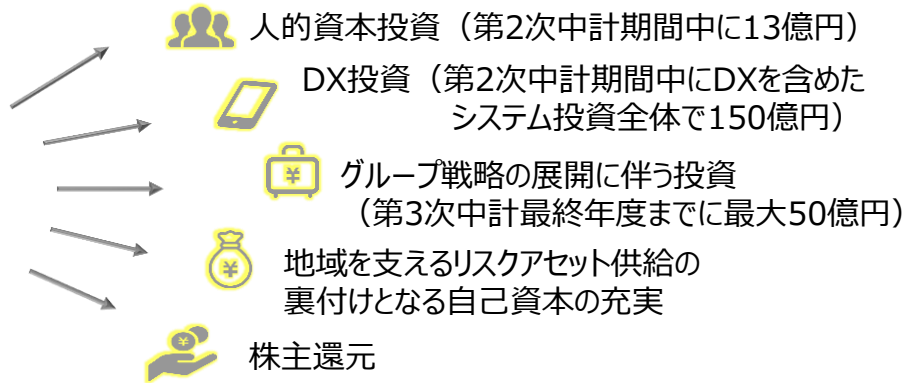 人的資本投資（第2次中計期間中に13億円）
DX投資（第2次中計期間中にDXを含めた
システム投資全体で150億円）
グループ戦略の展開に伴う投資
（第3次中計最終年度までに最大50億円）
地域を支えるリスクアセット供給の
裏付けとなる自己資本の充実
株主還元